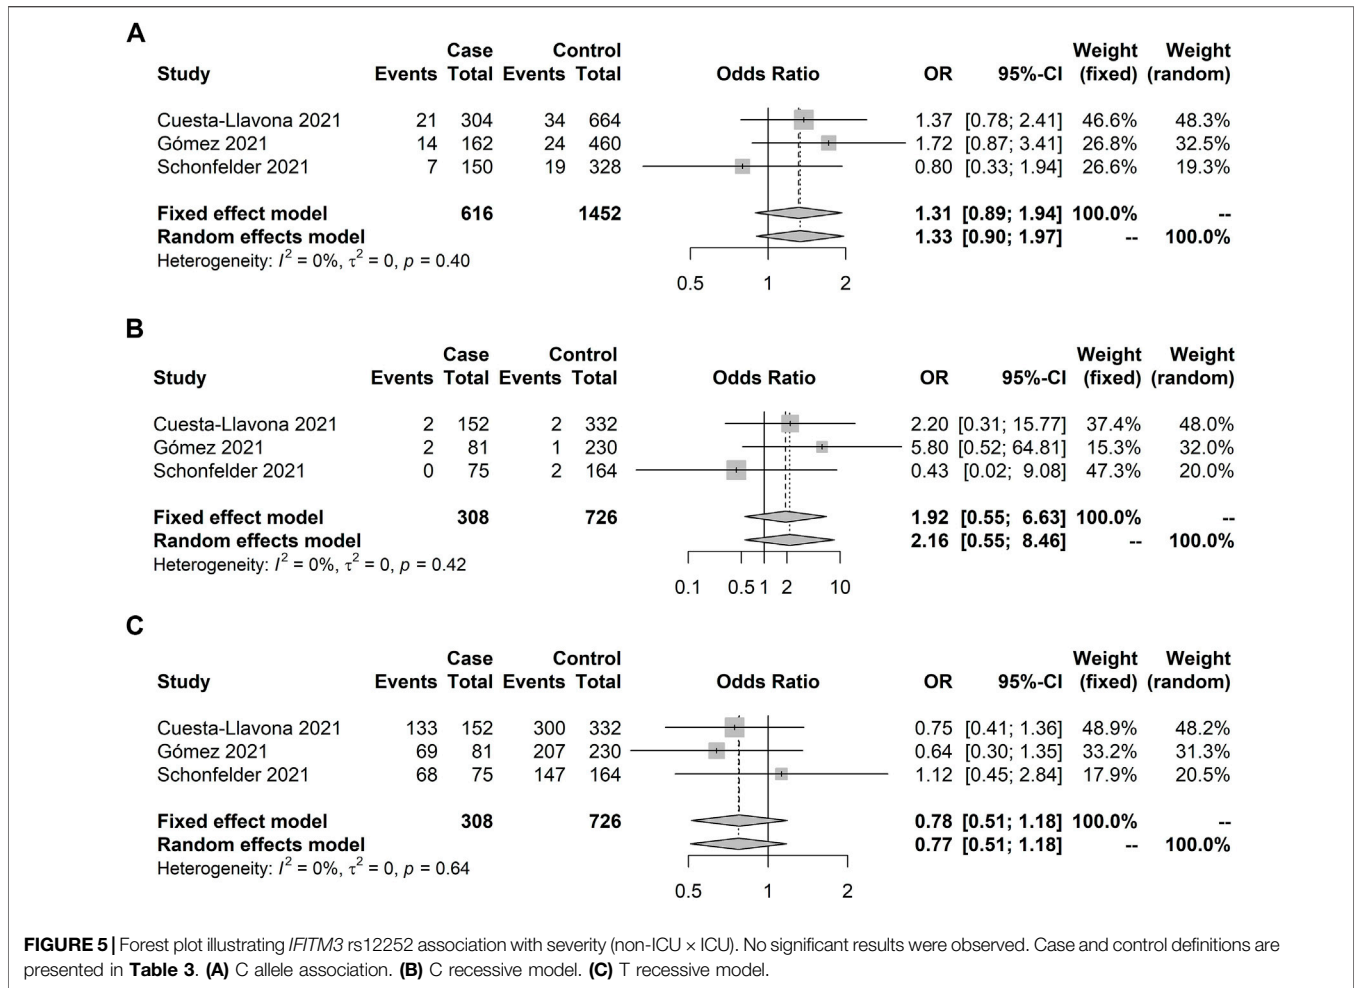 A
Case Control Weight Weight
Study Events Total Events Total Odds Ratio OR 95%-CI (fixed) (random)
Cuesta-Llavona 2021 21 304 34 664 1.37 [0.78; 2.41] 46.6% 48.3%
Gómez 2021 14 162 24 460 1.72 [0.87; 3.41] 26.8% 32.5%
Schonfelder 2021 7 150 19 328 0.80 [0.33; 1.94] 26.6% 19.3%
Fixed effect model 616 1452 1.31 [0.89; 1.94] 100.0% --
Random effects model 1.33 [0.90; 1.97] -- 100.0%
Heterogeneity: I² = 0%, τ² = 0, p = 0.40
0.5 1 2
B
Case Control Weight Weight
Study Events Total Events Total Odds Ratio OR 95%-CI (fixed) (random)
Cuesta-Llavona 2021 2 152 2 332 2.20 [0.31; 15.77] 37.4% 48.0%
Gómez 2021 2 81 1 230 5.80 [0.52; 64.81] 15.3% 32.0%
Schonfelder 2021 0 75 2 164 0.43 [0.02; 9.08] 47.3% 20.0%
Fixed effect model 308 726 1.92 [0.55; 6.63] 100.0% --
Random effects model 2.16 [0.55; 8.46] -- 100.0%
Heterogeneity: I² = 0%, τ² = 0, p = 0.42
0.1 0.5 1 2 10
C
Case Control Weight Weight
Study Events Total Events Total Odds Ratio OR 95%-CI (fixed) (random)
Cuesta-Llavona 2021 133 152 300 332 0.75 [0.41; 1.36] 48.9% 48.2%
Gómez 2021 69 81 207 230 0.64 [0.30; 1.35] 33.2% 31.3%
Schonfelder 2021 68 75 147 164 1.12 [0.45; 2.84] 17.9% 20.5%
Fixed effect model 308 726 0.78 [0.51; 1.18] 100.0% --
Random effects model 0.77 [0.51; 1.18] -- 100.0%
Heterogeneity: I² = 0%, τ² = 0, p = 0.64
0.5 1 2
FIGURE 5 | Forest plot illustrating IFITM3 rs12252 association with severity (non-ICU × ICU). No significant results were observed. Case and control definitions are
presented in Table 3. (A) C allele association. (B) C recessive model. (C) T recessive model.